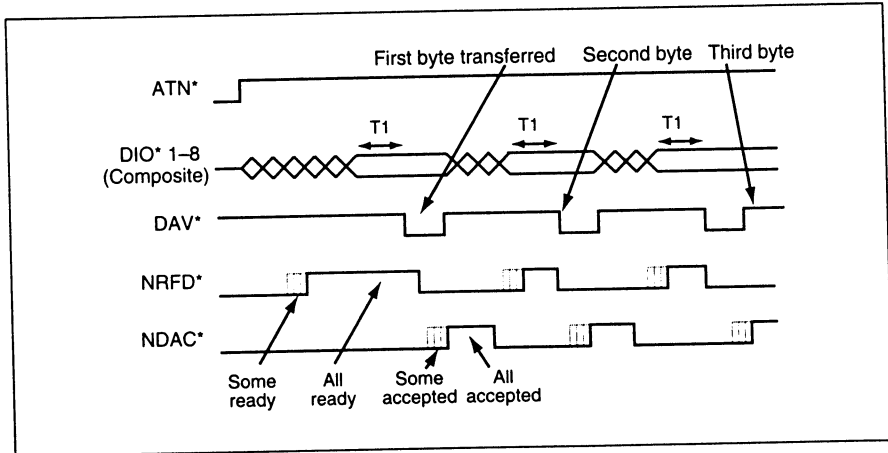 First byte transferred
Second byte
Third byte
ATN*
T1
T1
T1
DIO* 1–8
(Composite)
DAV*
NRFD*
NDAC*
Some
ready
All
ready
Some
accepted
All
accepted